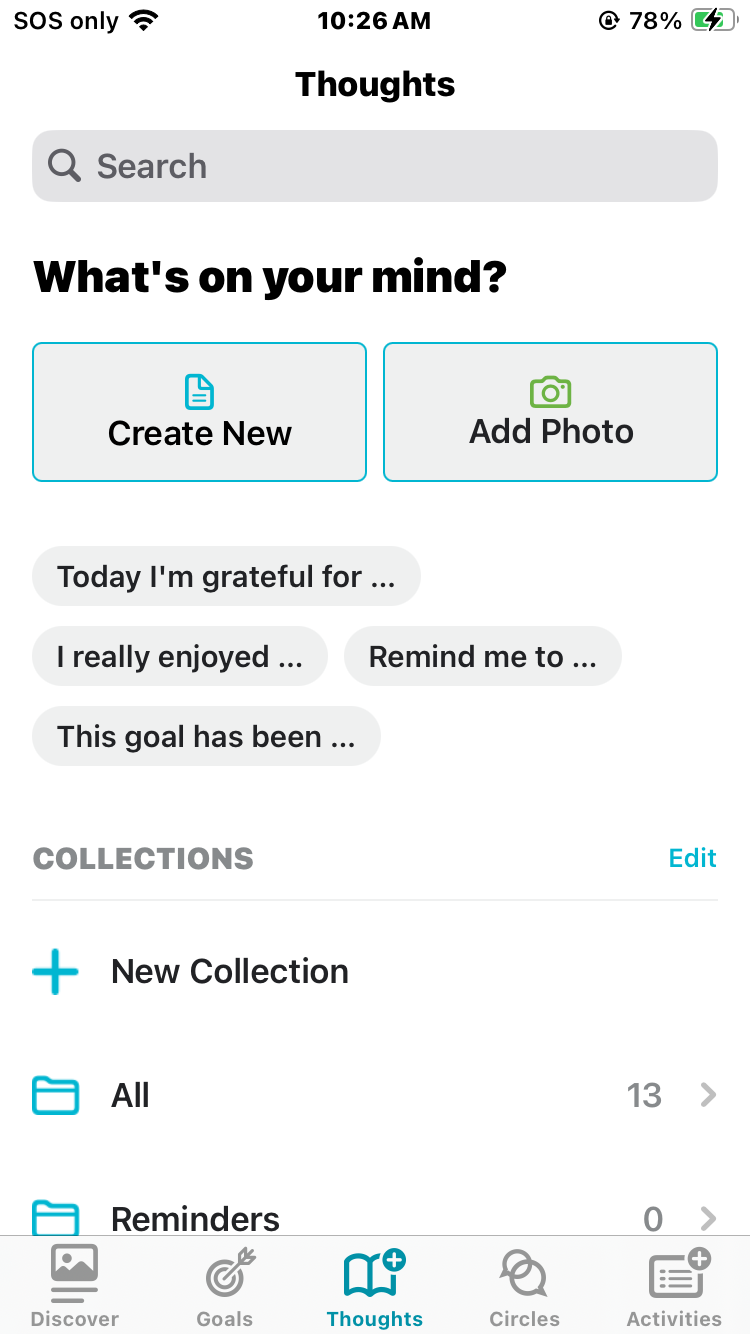 SOS only 10:26 AM 78%
Thoughts
Search
What's on your mind?
Create New Add Photo
Today I'm grateful for ...
I really enjoyed ... Remind me to ...
This goal has been ...
COLLECTIONS Edit
New Collection
All 13
Reminders 0
Discover Goals Thoughts Circles Activities